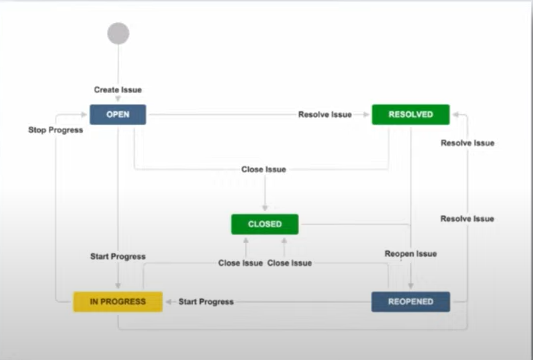 Create Issue
OPEN
Resolve Issue
RESOLVED
Stop Progress
Resolve Issue
Close Issue
Resolve Issue
CLOSED
Start Progress
Close Issue
Close Issue
Reopen Issue
IN PROGRESS
Start Progress
REOPENED